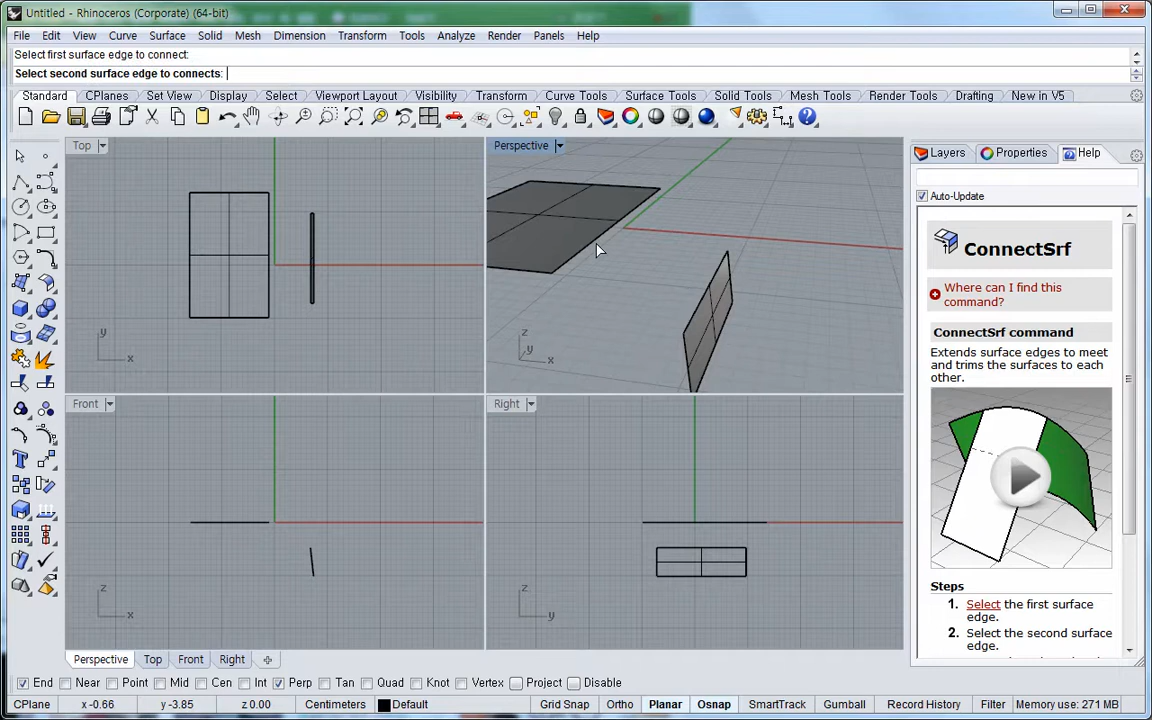 Untitled - Rhinoceros (Corporate) (64-bit)
File Edit View Curve Surface Solid Mesh Dimension Transform Tools Analyze Render Panels Help
Select first surface edge to connect:
Select second surface edge to connects:
Standard CPlanes Set View Display Select Viewport Layout Visibility Transform Curve Tools Surface Tools Solid Tools Mesh Tools Render Tools Drafting New in V5
Top
Perspective
Layers Properties Help
Auto-Update
ConnectSrf
Where can I find this
command?
ConnectSrf command
Extends surface edges to meet
and trims the surfaces to each
other.
y
x
z
y
x
Front
Right
z
x
z
y
Steps
1. Select the first surface
edge.
2. Select the second surface
edge.
Perspective Top Front Right
End Near Point Mid Cen Int Perp Tan Quad Knot Vertex Project Disable
CPlane x -0.66 y -3.85 z 0.00 Centimeters Default Grid Snap Ortho Planar Osnap SmartTrack Gumball Record History Filter Memory use: 271 MB